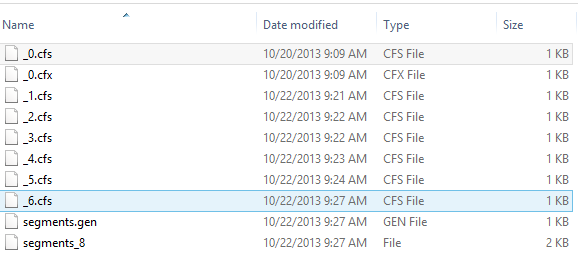 Name Date modified Type Size
_0.cfs 10/20/2013 9:09 AM CFS File 1 KB
_0.cfx 10/20/2013 9:09 AM CFX File 1 KB
_1.cfs 10/22/2013 9:21 AM CFS File 1 KB
_2.cfs 10/22/2013 9:22 AM CFS File 1 KB
_3.cfs 10/22/2013 9:22 AM CFS File 1 KB
_4.cfs 10/22/2013 9:23 AM CFS File 1 KB
_5.cfs 10/22/2013 9:24 AM CFS File 1 KB
_6.cfs 10/22/2013 9:27 AM CFS File 1 KB
segments.gen 10/22/2013 9:27 AM GEN File 1 KB
segments_8 10/22/2013 9:27 AM File 2 KB